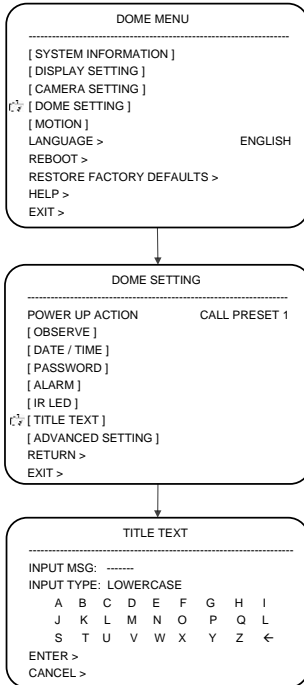 DOME MENU
[ SYSTEM INFORMATION ]
[ DISPLAY SETTING ]
[ CAMERA SETTING ]
[ DOME SETTING ]
[ MOTION ]
LANGUAGE > ENGLISH
REBOOT >
RESTORE FACTORY DEFAULTS >
HELP >
EXIT >
DOME SETTING
POWER UP ACTION CALL PRESET 1
[ OBSERVE ]
[ DATE / TIME ]
[ PASSWORD ]
[ ALARM ]
[ IR LED ]
[ TITLE TEXT ]
[ ADVANCED SETTING ]
RETURN >
EXIT >
TITLE TEXT
INPUT MSG: -------
INPUT TYPE: LOWERCASE
A B C D E F G H I
J K L M N O P Q L
S T U V W X Y Z ←
ENTER >
CANCEL >